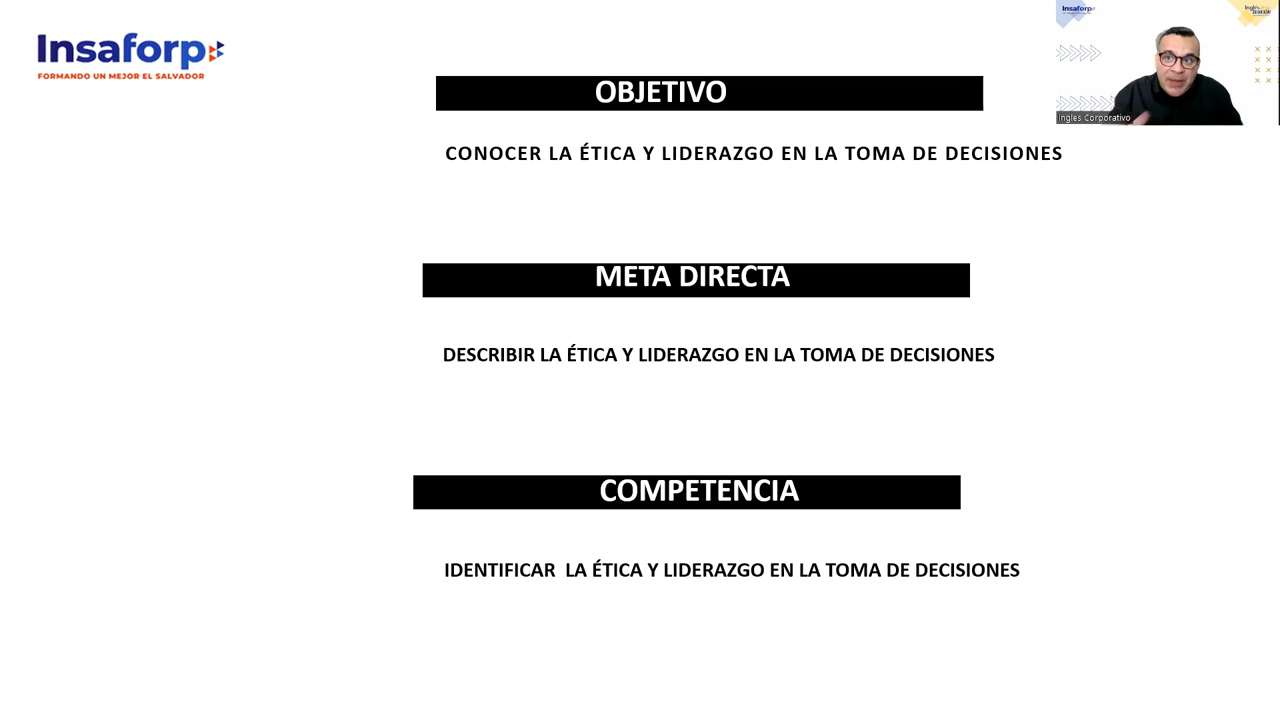 Insaforp
FORMANDO UN MEJOR EL SALVADOR
Insaforp
OBJETIVO
Ingles Corporativo
CONOCER LA ÉTICA Y LIDERAZGO EN LA TOMA DE DECISIONES
META DIRECTA
DESCRIBIR LA ÉTICA Y LIDERAZGO EN LA TOMA DE DECISIONES
COMPETENCIA
IDENTIFICAR LA ÉTICA Y LIDERAZGO EN LA TOMA DE DECISIONES